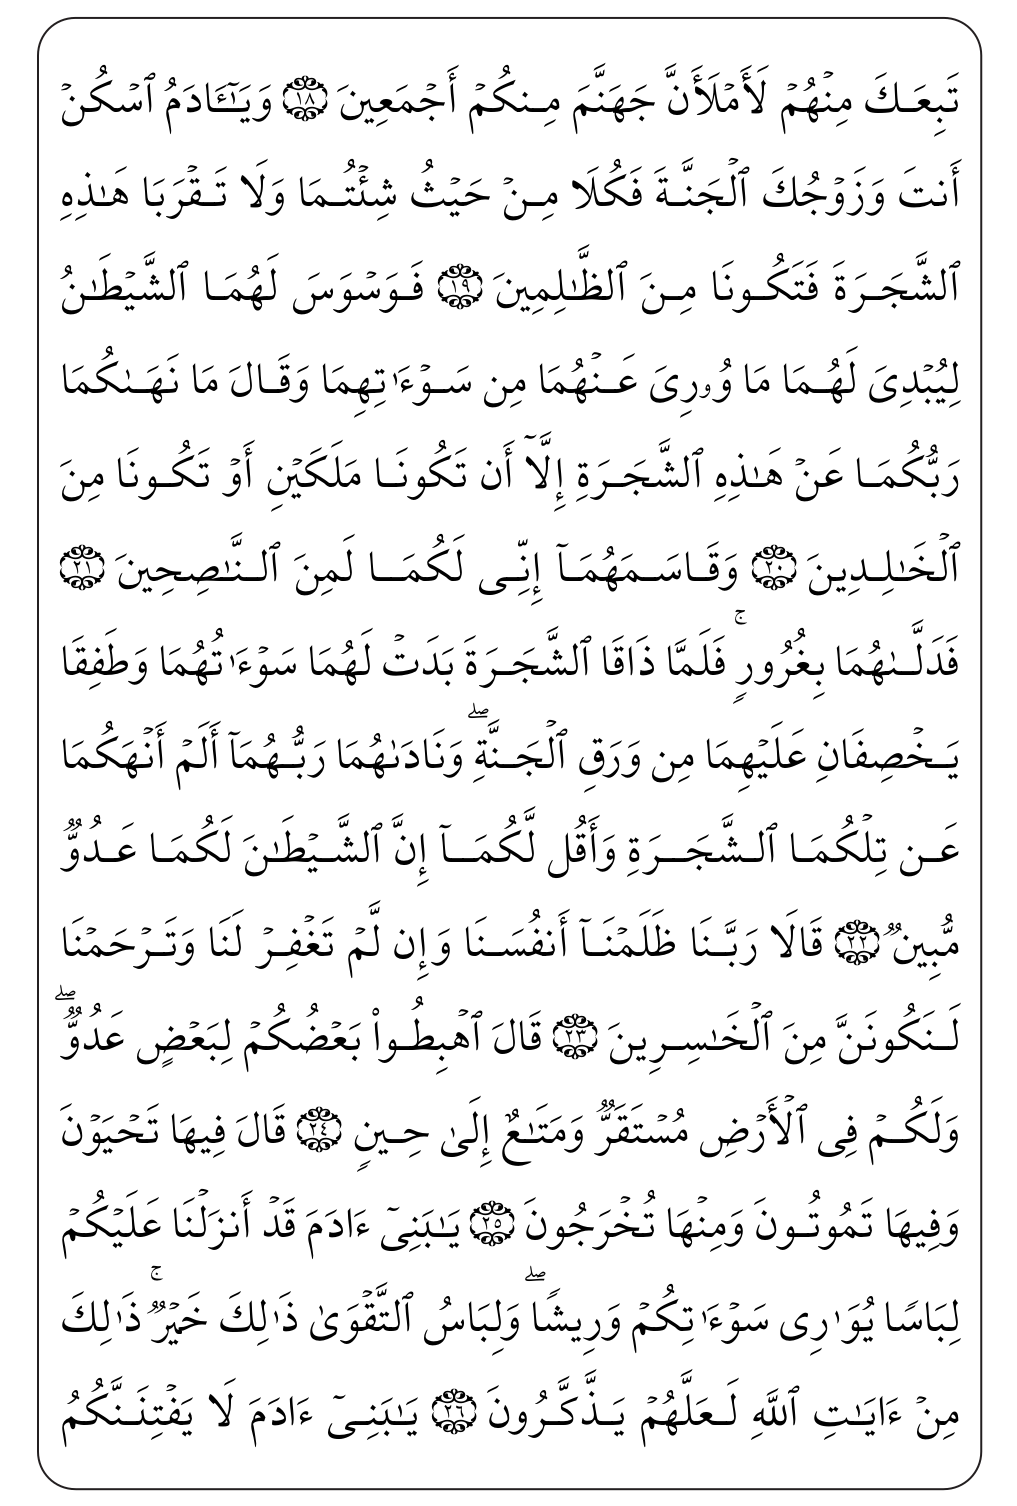 تَبِعَكَ مِنۡهُمۡ لَأَمۡلَأَنَّ جَهَنَّمَ مِنكُمۡ أَجۡمَعِينَ ١٨ وَيَـٰٓـَٔادَمُ ٱسۡكُنۡ
أَنتَ وَزَوۡجُكَ ٱلۡجَنَّةَ فَكُلَا مِنۡ حَيۡثُ شِئۡتُمَا وَلَا تَقۡرَبَا هَـٰذِهِ
ٱلشَّجَرَةَ فَتَكُونَا مِنَ ٱلظَّـٰلِمِينَ ١٩ فَوَسۡوَسَ لَهُمَا ٱلشَّيۡطَـٰنُ
لِيُبۡدِىَ لَهُمَا مَا وُۥرِىَ عَنۡهُمَا مِن سَوۡءَٰتِهِمَا وَقَالَ مَا نَهَىٰكُمَا
رَبُّكُمَا عَنۡ هَـٰذِهِ ٱلشَّجَرَةِ إِلَّآ أَن تَكُونَا مَلَكَيۡنِ أَوۡ تَكُونَا مِنَ
ٱلۡخَـٰلِدِينَ ٢٠ وَقَاسَمَهُمَآ إِنِّى لَكُمَا لَمِنَ ٱلنَّـٰصِحِينَ ٢١
فَدَلَّىٰهُمَا بِغُرُورٍۚ فَلَمَّا ذَاقَا ٱلشَّجَرَةَ بَدَتۡ لَهُمَا سَوۡءَٰتُهُمَا وَطَفِقَا
يَخۡصِفَانِ عَلَيۡهِمَا مِن وَرَقِ ٱلۡجَنَّةِۖ وَنَادَىٰهُمَا رَبُّهُمَآ أَلَمۡ أَنۡهَكُمَا
عَن تِلۡكُمَا ٱلشَّجَرَةِ وَأَقُل لَّكُمَآ إِنَّ ٱلشَّيۡطَـٰنَ لَكُمَا عَدُوٌّ
مُّبِينٌ ٢٢ قَالَا رَبَّنَا ظَلَمۡنَآ أَنفُسَنَا وَإِن لَّمۡ تَغۡفِرۡ لَنَا وَتَرۡحَمۡنَا
لَنَكُونَنَّ مِنَ ٱلۡخَـٰسِرِينَ ٢٣ قَالَ ٱهۡبِطُواْ بَعۡضُكُمۡ لِبَعۡضٍ عَدُوٌّۖ
وَلَكُمۡ فِى ٱلۡأَرۡضِ مُسۡتَقَرٌّ وَمَتَـٰعٌ إِلَىٰ حِينٍ ٢٤ قَالَ فِيهَا تَحۡيَوۡنَ
وَفِيهَا تَمُوتُونَ وَمِنۡهَا تُخۡرَجُونَ ٢٥ يَـٰبَنِىٓ ءَادَمَ قَدۡ أَنزَلۡنَا عَلَيۡكُمۡ
لِبَاسًا يُوَٰرِى سَوۡءَٰتِكُمۡ وَرِيشًاۖ وَلِبَاسُ ٱلتَّقۡوَىٰ ذَٰلِكَ خَيۡرٌۚ ذَٰلِكَ
مِنۡ ءَايَـٰتِ ٱللَّهِ لَعَلَّهُمۡ يَذَّكَّرُونَ ٢٦ يَـٰبَنِىٓ ءَادَمَ لَا يَفۡتِنَنَّكُمُ